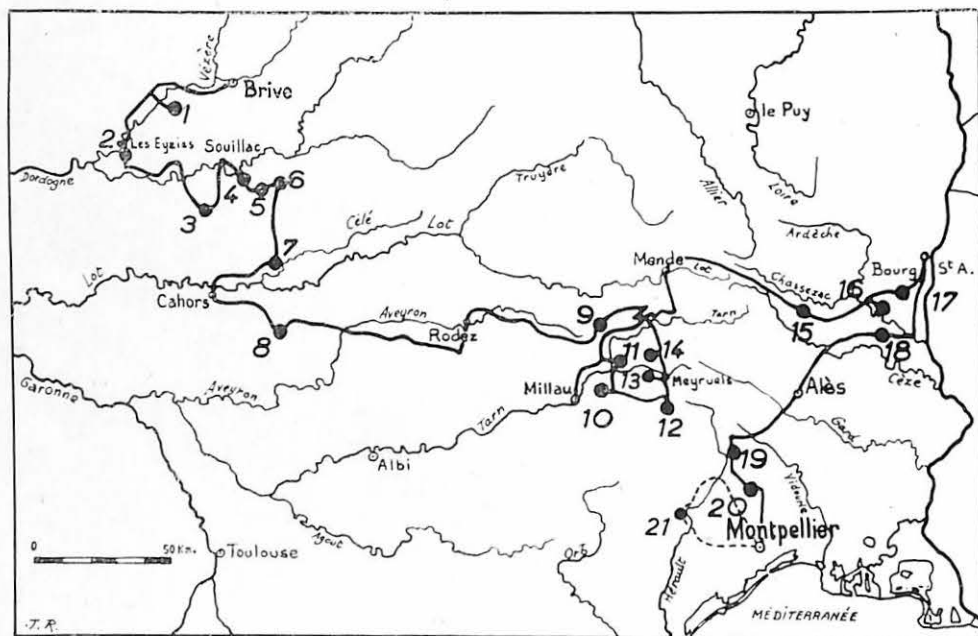 Vézère
Brive
1
le Puy
2
Les Eyzies
Souillac
Dordogne
4
5
6
3
Truyère
Allier
Loire
Célé
Lot
Ardèche
7
Lot
Cahors
Mende
Lot
Chassezac
Bourg
St A.
16
17
Aveyron
9
Tarn
15
8
Rodez
18
11
14
13
Meyrueis
Cèze
Garonne
Aveyron
Millau
10
Alès
12
Tarn
Gard
Albi
19
Vidourle
20
21
Montpellier
0
50 Km.
Toulouse
Agout
Orb
Hérault
J. R.
MÉDITERRANÉE